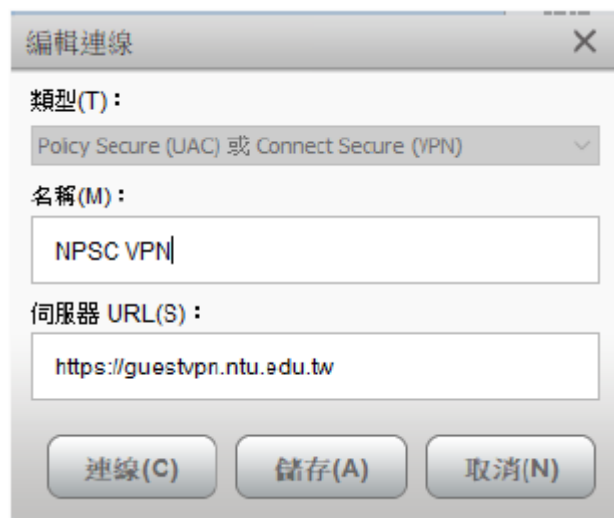 編輯連線
類型(T)：
Policy Secure (UAC) 或 Connect Secure (VPN)
名稱(M)：
NPSC VPN
伺服器 URL(S)：
https://guestvpn.ntu.edu.tw
連線(C) 儲存(A) 取消(N)